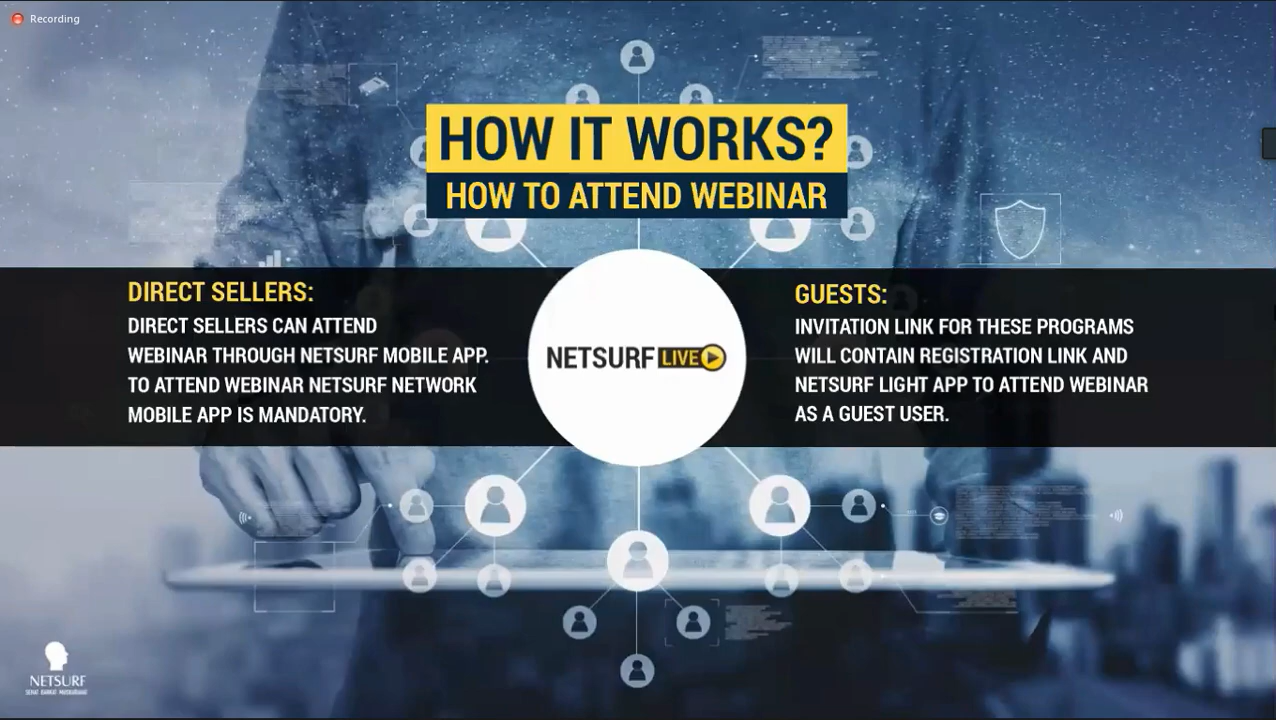 Recording
HOW IT WORKS?
HOW TO ATTEND WEBINAR
DIRECT SELLERS:
DIRECT SELLERS CAN ATTEND
WEBINAR THROUGH NETSURF MOBILE APP.
TO ATTEND WEBINAR NETSURF NETWORK
MOBILE APP IS MANDATORY.
NETSURF LIVE
GUESTS:
INVITATION LINK FOR THESE PROGRAMS
WILL CONTAIN REGISTRATION LINK AND
NETSURF LIGHT APP TO ATTEND WEBINAR
AS A GUEST USER.
NETSURF